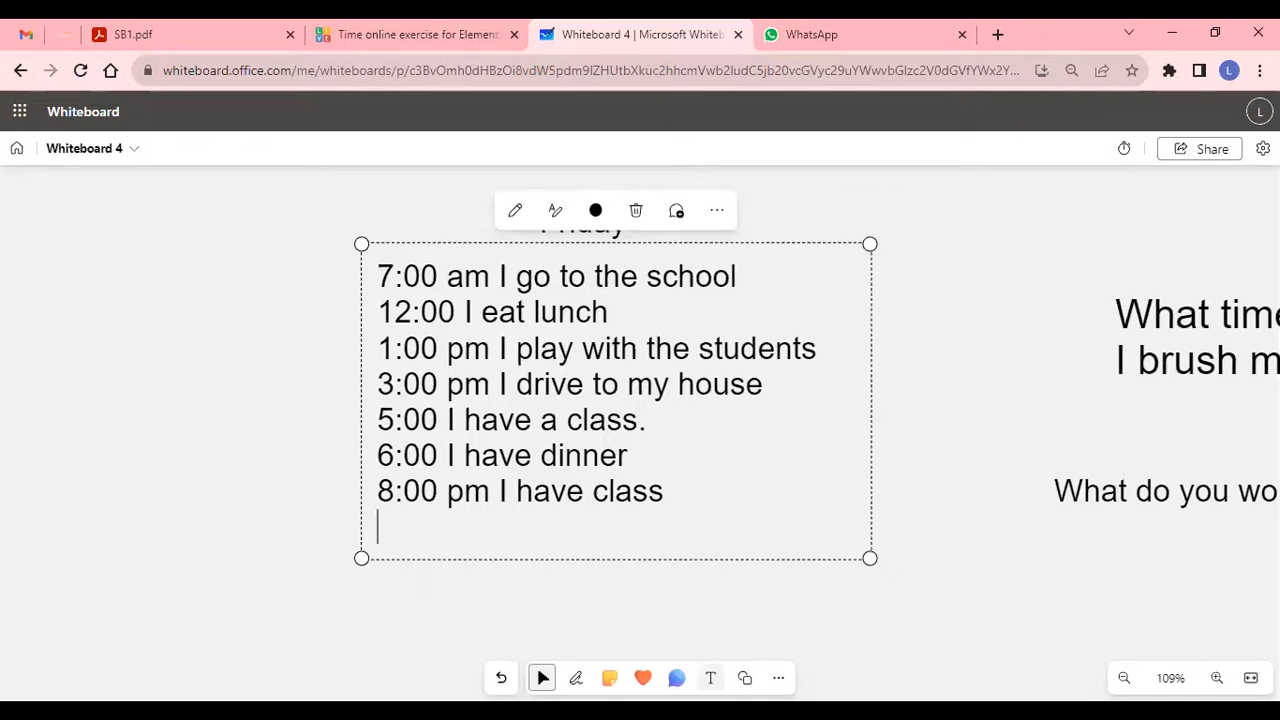 SB1.pdf
Time online exercise for Element
Whiteboard 4 | Microsoft Whiteb
WhatsApp
L
Whiteboard
L
Whiteboard 4
Share
Friday
7:00 am I go to the school
12:00 I eat lunch
1:00 pm I play with the students
3:00 pm I drive to my house
5:00 I have a class.
6:00 I have dinner
8:00 pm I have class
What time
I brush m
What do you wo
T
109%